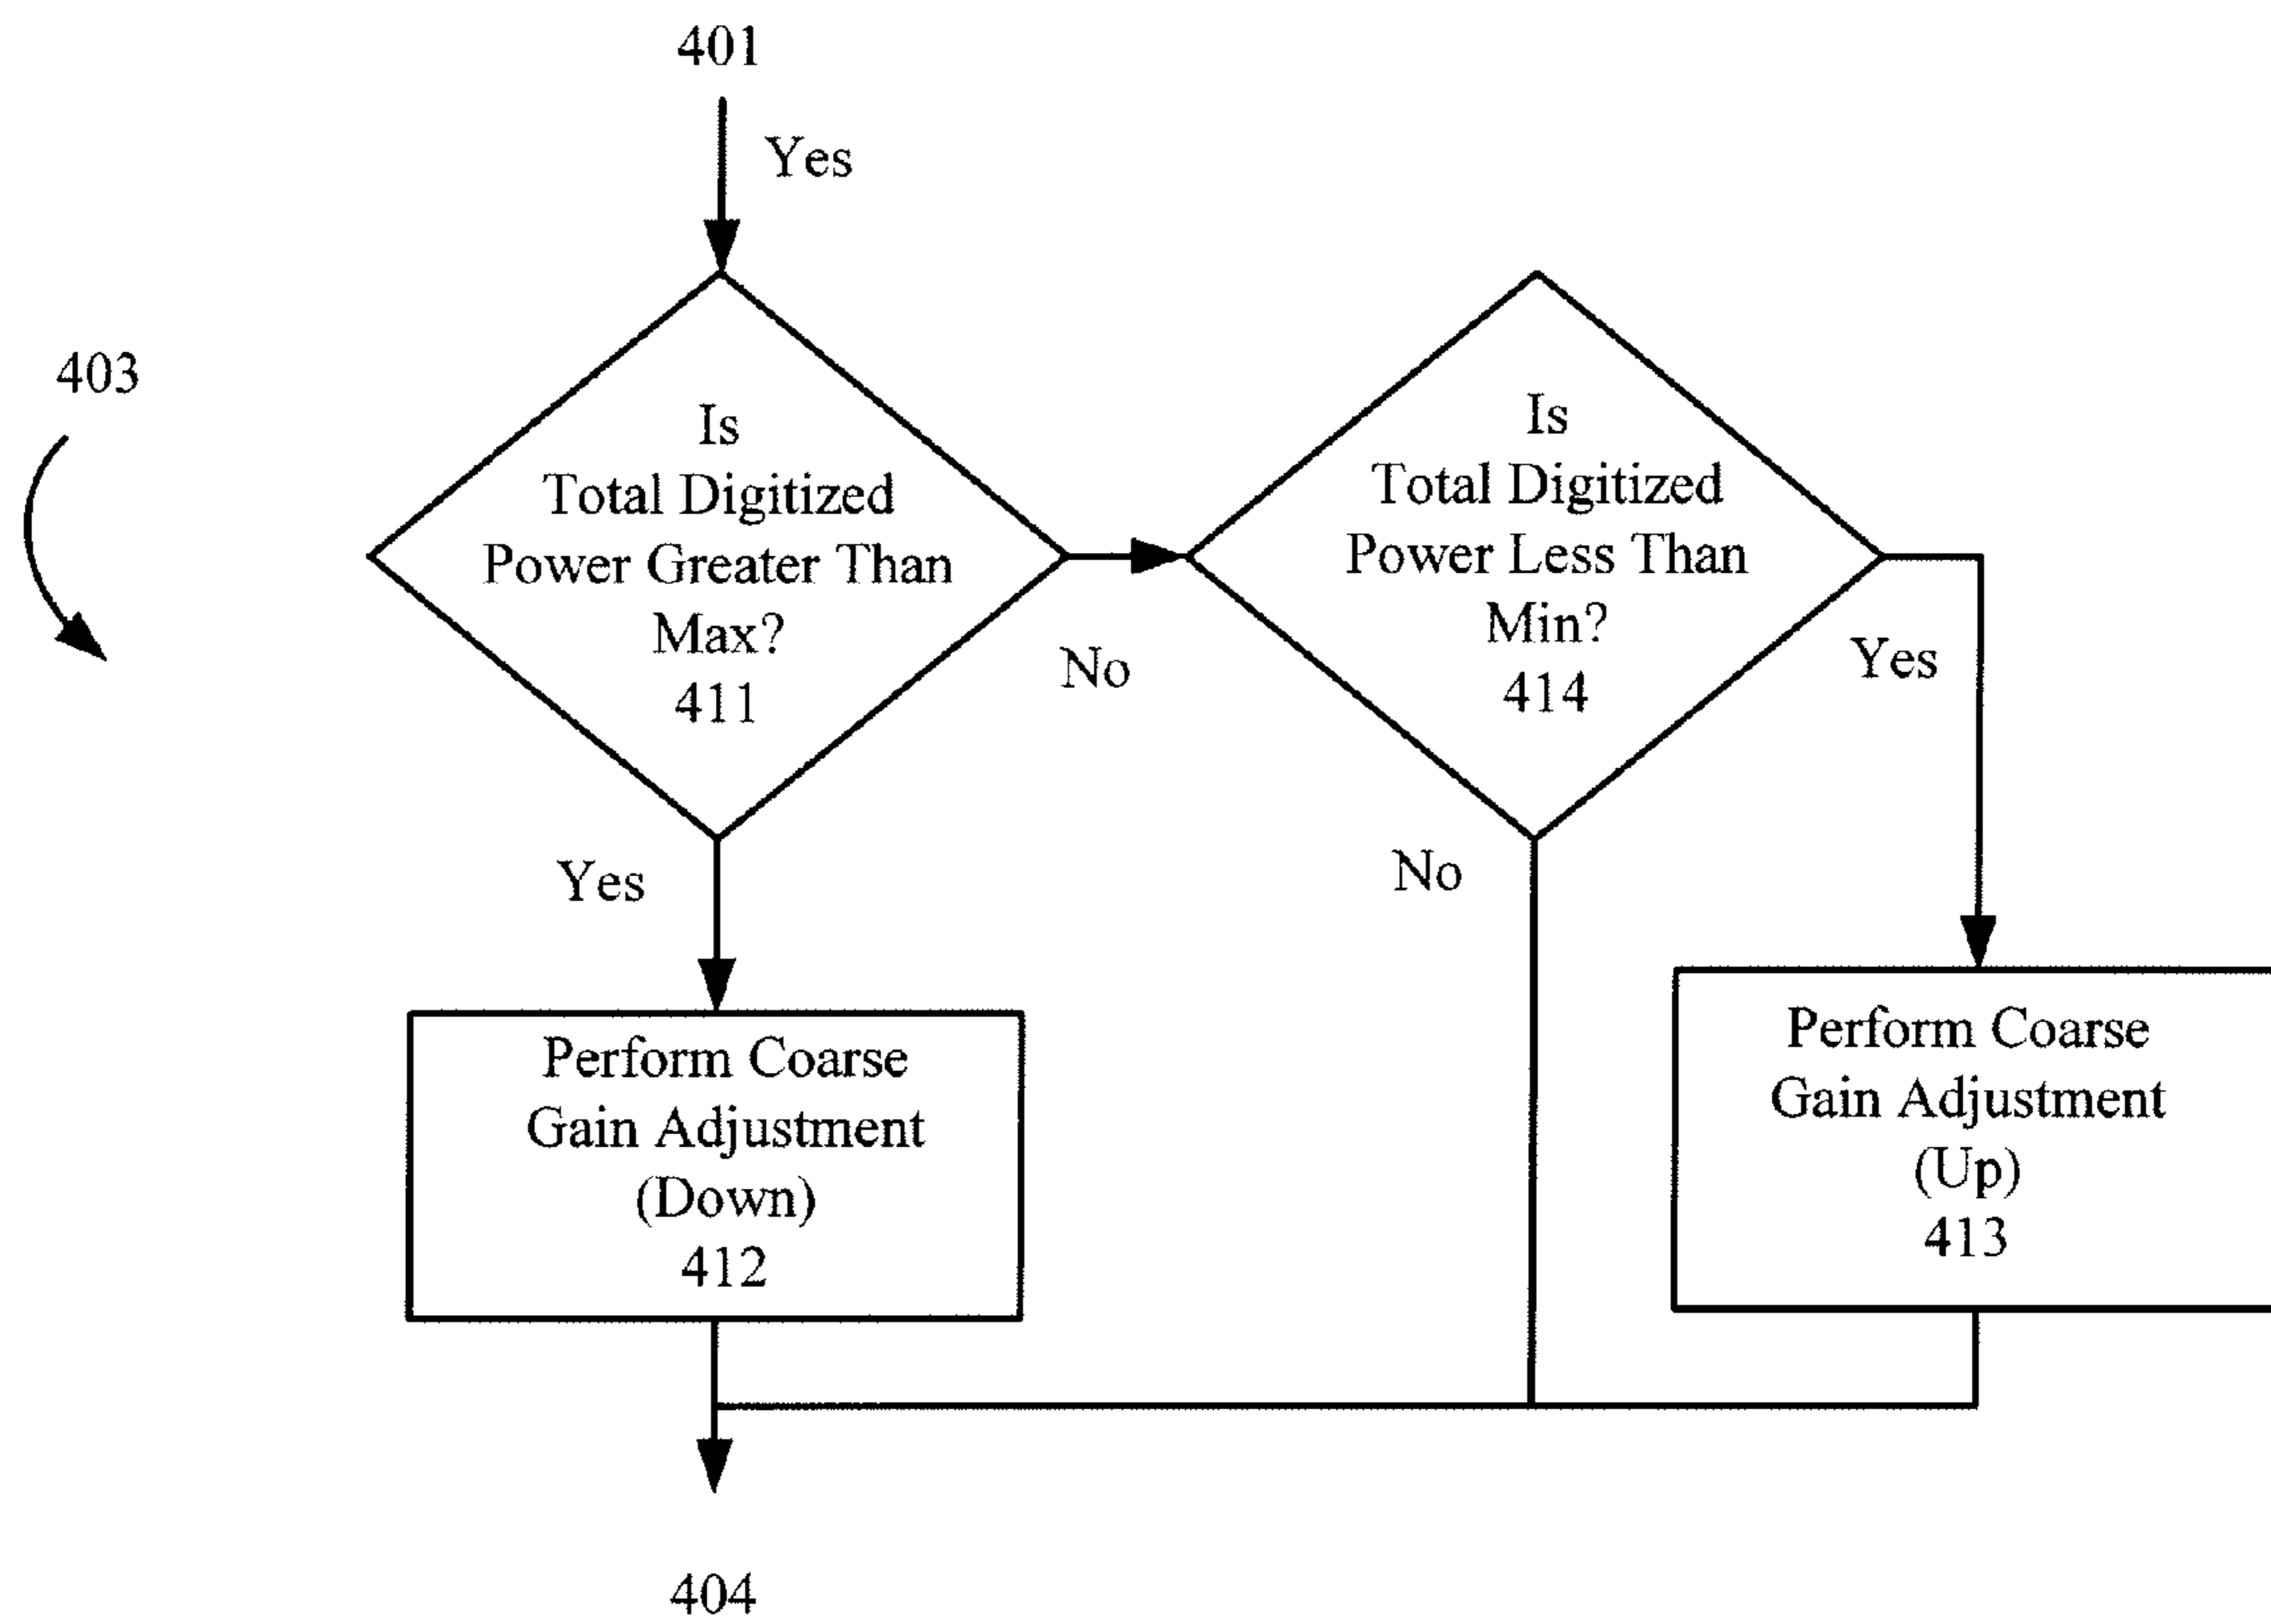 401
Yes
403
Is
Total Digitized
Power Greater Than
Max?
411
No
Is
Total Digitized
Power Less Than
Min?
414
Yes
Yes
No
Perform Coarse
Gain Adjustment
(Down)
412
Perform Coarse
Gain Adjustment
(Up)
413
404